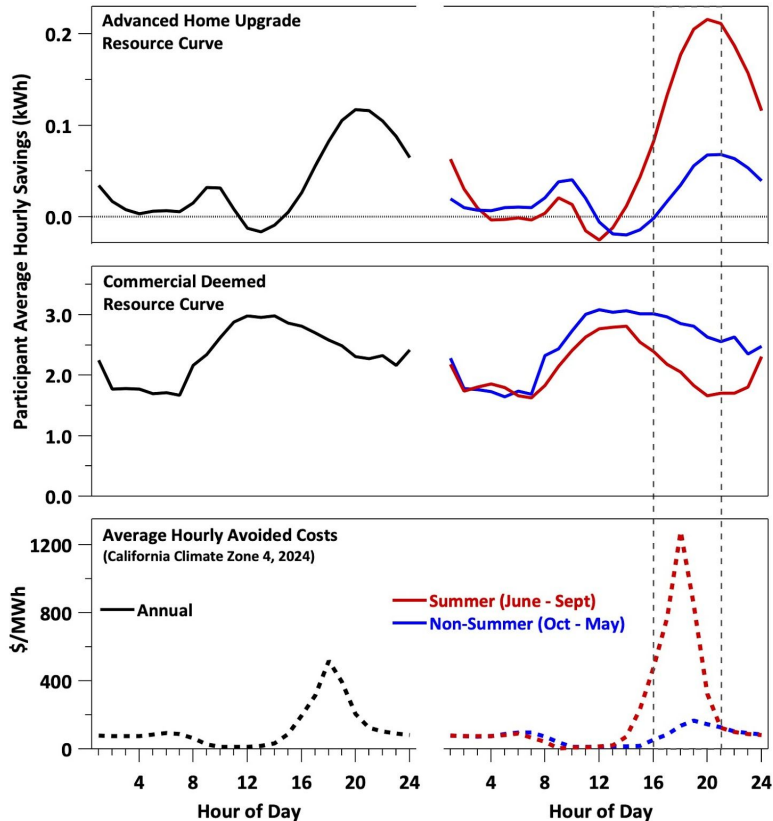 Advanced Home Upgrade
Resource Curve
Participant Average Hourly Savings (kWh)
0.2
0.1
0.0
Commercial Deemed
Resource Curve
3.0
2.0
1.0
0.0
Average Hourly Avoided Costs
(California Climate Zone 4, 2024)
$/MWh
1200
800
400
0
Annual
Summer (June - Sept)
Non-Summer (Oct - May)
4 8 12 16 20 24
Hour of Day
4 8 12 16 20 24
Hour of Day